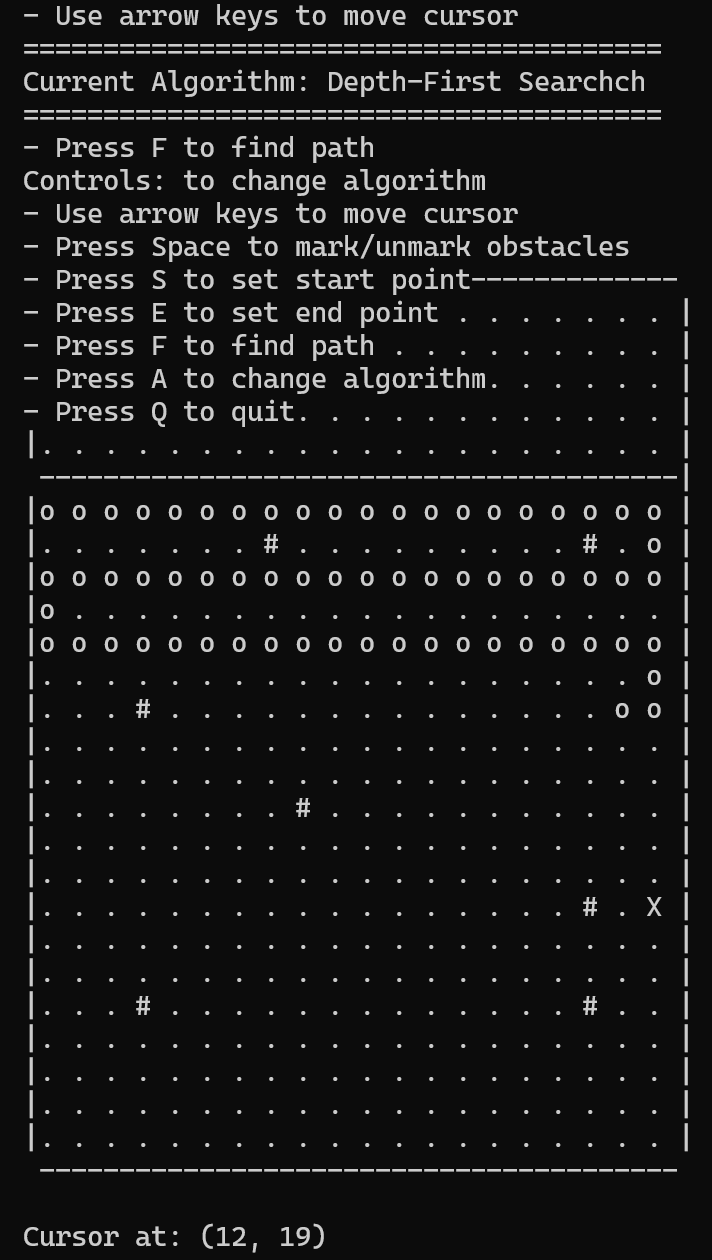 - Use arrow keys to move cursor
========================================
Current Algorithm: Depth-First Searchch
========================================
- Press F to find path
Controls: to change algorithm
- Use arrow keys to move cursor
- Press Space to mark/unmark obstacles
- Press S to set start point-------------
- Press E to set end point . . . . . . . |
- Press F to find path . . . . . . . . . |
- Press A to change algorithm. . . . . . |
- Press Q to quit. . . . . . . . . . . . |
|. . . . . . . . . . . . . . . . . . . . |
 ----------------------------------------|
|o o o o o o o o o o o o o o o o o o o o |
|. . . . . . . # . . . . . . . . . # . o |
|o o o o o o o o o o o o o o o o o o o o |
|o . . . . . . . . . . . . . . . . . . . |
|o o o o o o o o o o o o o o o o o o o o |
|. . . . . . . . . . . . . . . . . . . o |
|. . . # . . . . . . . . . . . . . . o o |
|. . . . . . . . . . . . . . . . . . . . |
|. . . . . . . . . . . . . . . . . . . . |
|. . . . . . . . # . . . . . . . . . . . |
|. . . . . . . . . . . . . . . . . . . . |
|. . . . . . . . . . . . . . . . . . . . |
|. . . . . . . . . . . . . . . . . # . X |
|. . . . . . . . . . . . . . . . . . . . |
|. . . . . . . . . . . . . . . . . . . . |
|. . . # . . . . . . . . . . . . . # . . |
|. . . . . . . . . . . . . . . . . . . . |
|. . . . . . . . . . . . . . . . . . . . |
|. . . . . . . . . . . . . . . . . . . . |
|. . . . . . . . . . . . . . . . . . . . |
 ----------------------------------------

Cursor at: (12, 19)